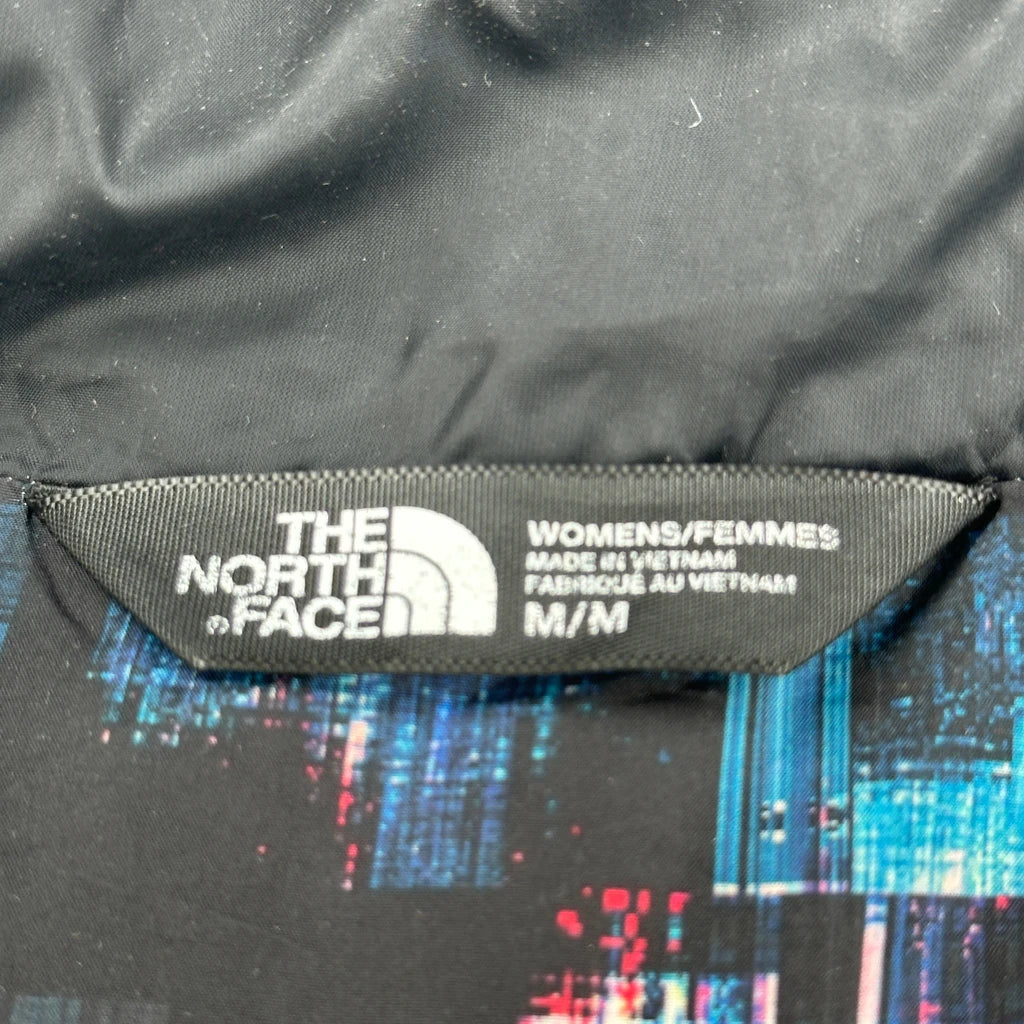 THE
NORTH
® FACE
WOMENS/FEMMES
MADE IN VIETNAM
FABRIQUÉ AU VIETNAM
M/M